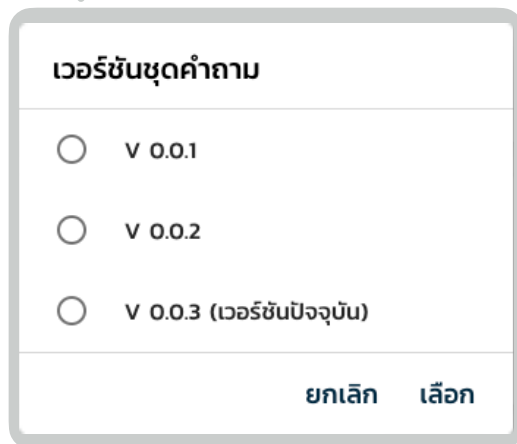 เวอร์ชันชุดคำถาม
V 0.0.1
V 0.0.2
V 0.0.3 (เวอร์ชันปัจจุบัน)
ยกเลิก เลือก